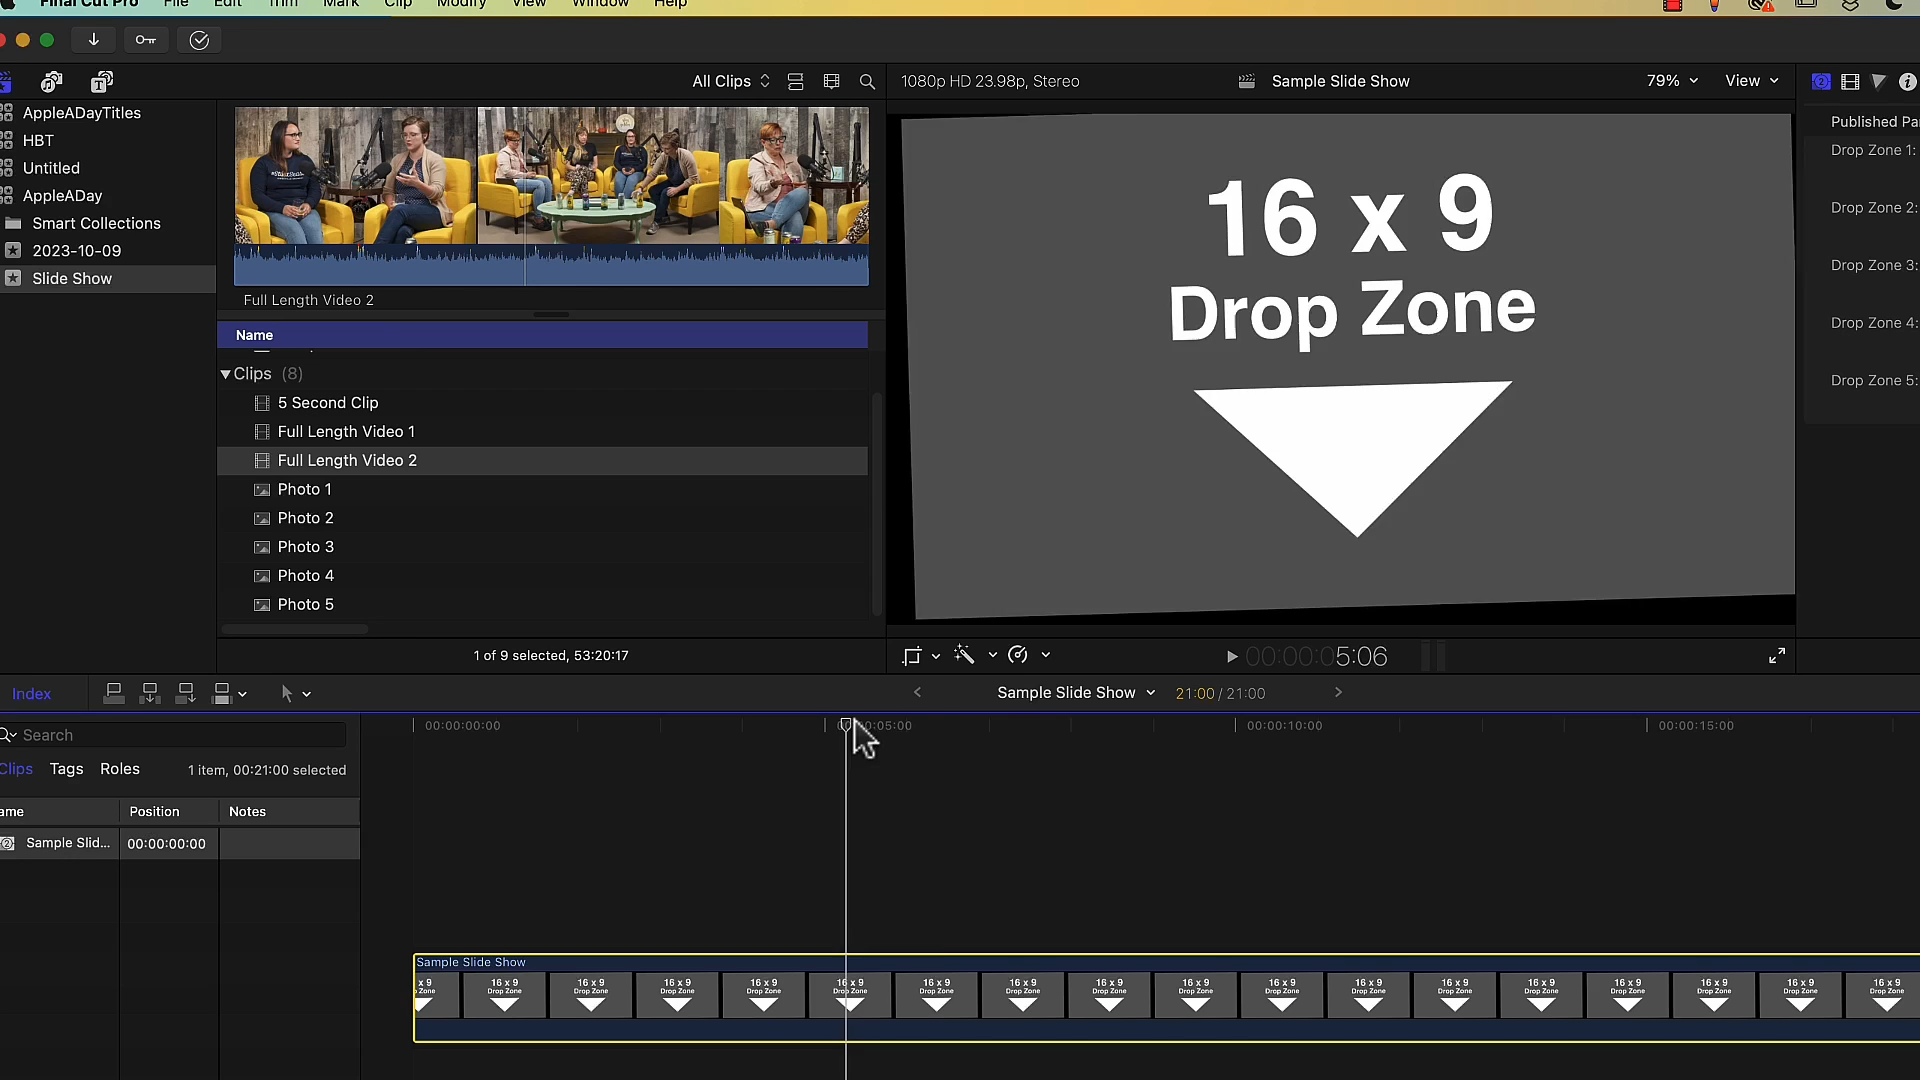 Final Cut Pro File Edit Trim Mark Clip Modify View Window Help
All Clips
1080p HD 23.98p, Stereo
Sample Slide Show
79%
View
AppleADayTitles
HBT
Untitled
AppleADay
Smart Collections
2023-10-09
Slide Show
Full Length Video 2
Name
Clips (8)
5 Second Clip
Full Length Video 1
Full Length Video 2
Photo 1
Photo 2
Photo 3
Photo 4
Photo 5
1 of 9 selected, 53:20:17
16 x 9
Drop Zone
00:00:05:06
Published Pa
Drop Zone 1:
Drop Zone 2:
Drop Zone 3:
Drop Zone 4:
Drop Zone 5:
Index
Sample Slide Show
21:00 / 21:00
Search
Clips Tags Roles
1 item, 00:21:00 selected
ame Position Notes
Sample Slid... 00:00:00:00
00:00:00:00
:05:00
00:00:10:00
00:00:15:00
Sample Slide Show
x 9
Zone
16 x 9
Drop Zone
16 x 9
Drop Zone
16 x 9
Drop Zone
16 x 9
Drop Zone
16 x 9
Drop Zone
16 x 9
Drop Zone
16 x 9
Drop Zone
16 x 9
Drop Zone
16 x 9
Drop Zone
16 x 9
Drop Zone
16 x 9
Drop Zone
16 x 9
Drop Zone
16 x 9
Drop Zone
16 x 9
Drop Zone
16 x 9
Drop Zone
16 x 9
Drop Zone
16 x 9
Drop Zone